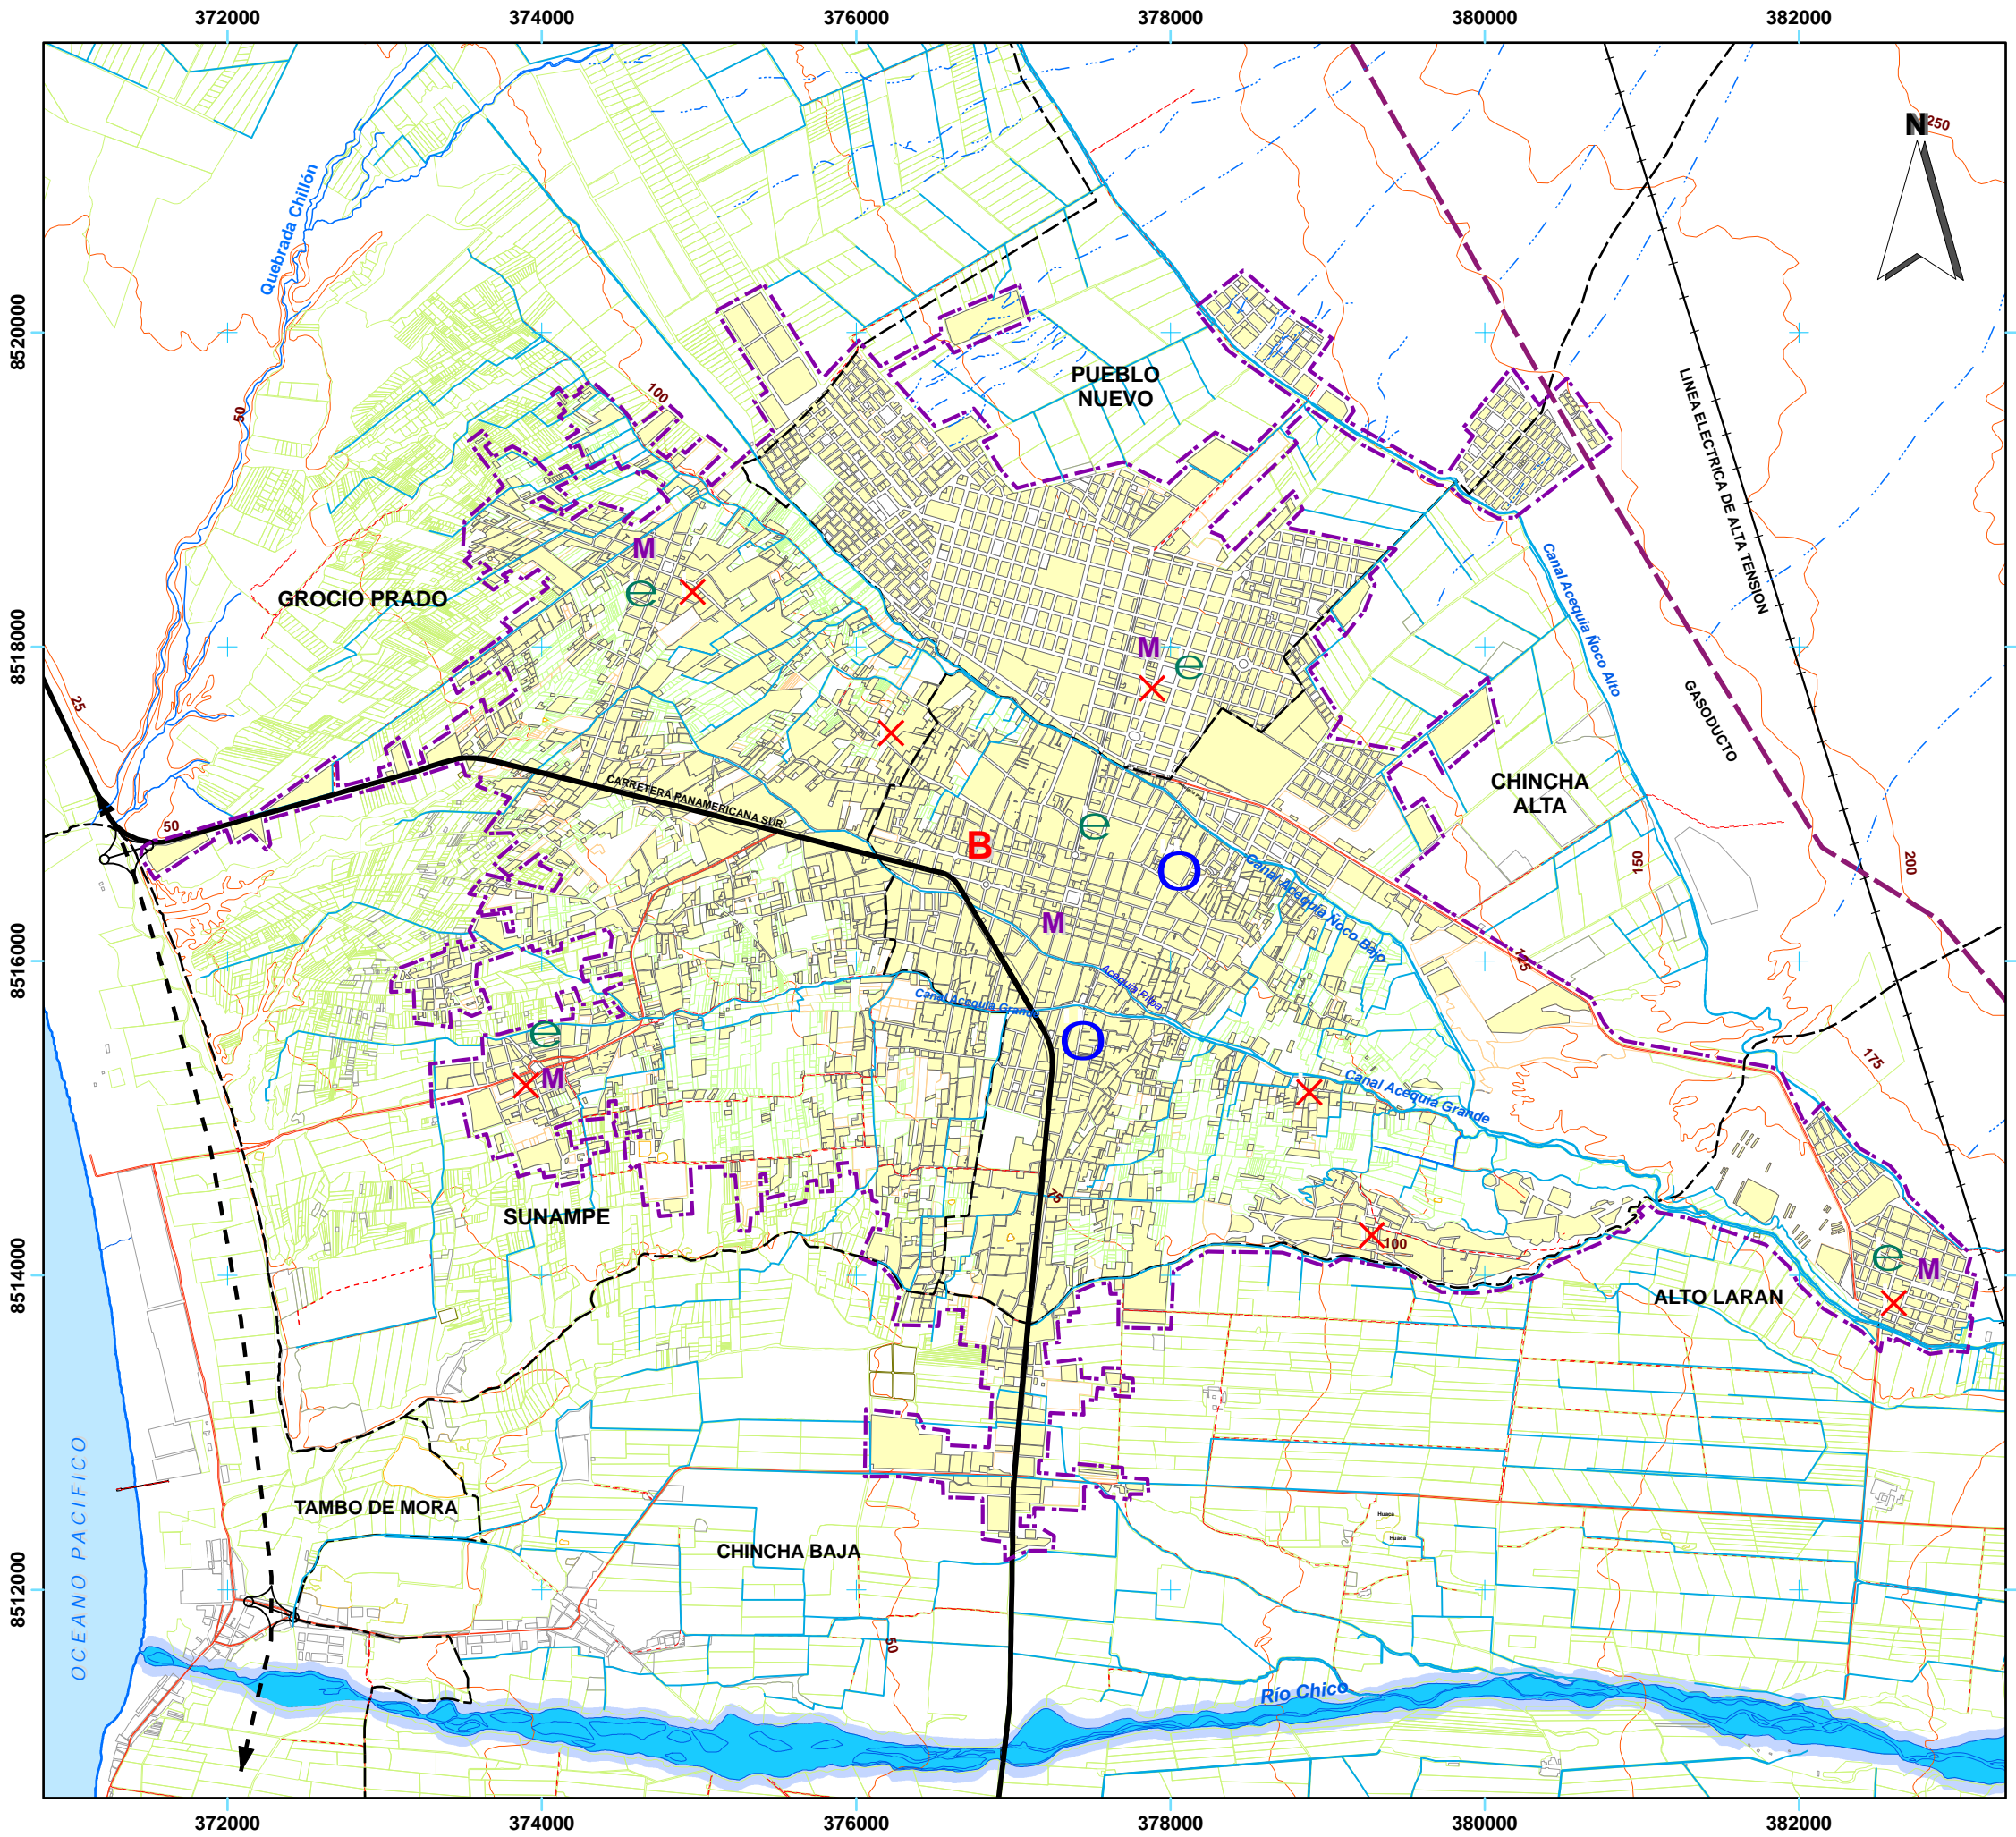 372000 374000 376000 378000 380000 382000
N
250
Quebrada Chillón
8520000
8520000
50
100
PUEBLO
NUEVO
LINEA ELECTRICA DE ALTA TENSION
Canal Acequia Ñoco Alto
M
e
GROCIO PRADO
8518000
M
e
25
GASODUCTO
CARRETERA PANAMERICANA SUR
CHINCHA
ALTA
50
e
B
O
Canal Acequia Ñoco Bajo
150
200
M
125
8516000
Acequia Pilpa
Canal Acequia Grande
e
O
M
Canal Acequia Grande
175
75
SUNAMPE
100
e
M
8514000
ALTO LARAN
OCEANO PACIFICO
TAMBO DE MORA
Huaca
Huaca
CHINCHA BAJA
8512000
50
Río Chico
372000 374000 376000 378000 380000 382000